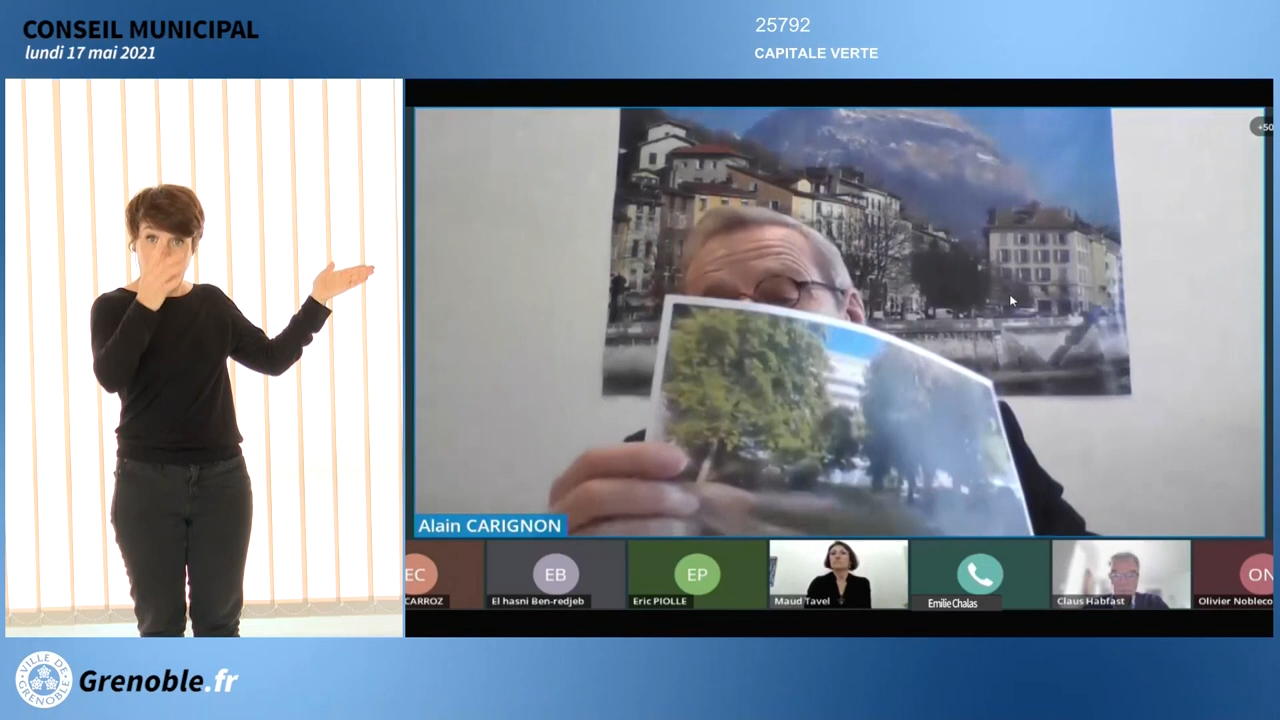 CONSEIL MUNICIPAL
lundi 17 mai 2021
25792
CAPITALE VERTE
+50
Alain CARIGNON
EC
EB
EP
ON
CARROZ
El hasni Ben-redjeb
Eric PIOLLE
Maud Tavel
Emilie Chalas
Claus Habfast
Olivier Nobleco
VILLE DE GRENOBLE
Grenoble.fr